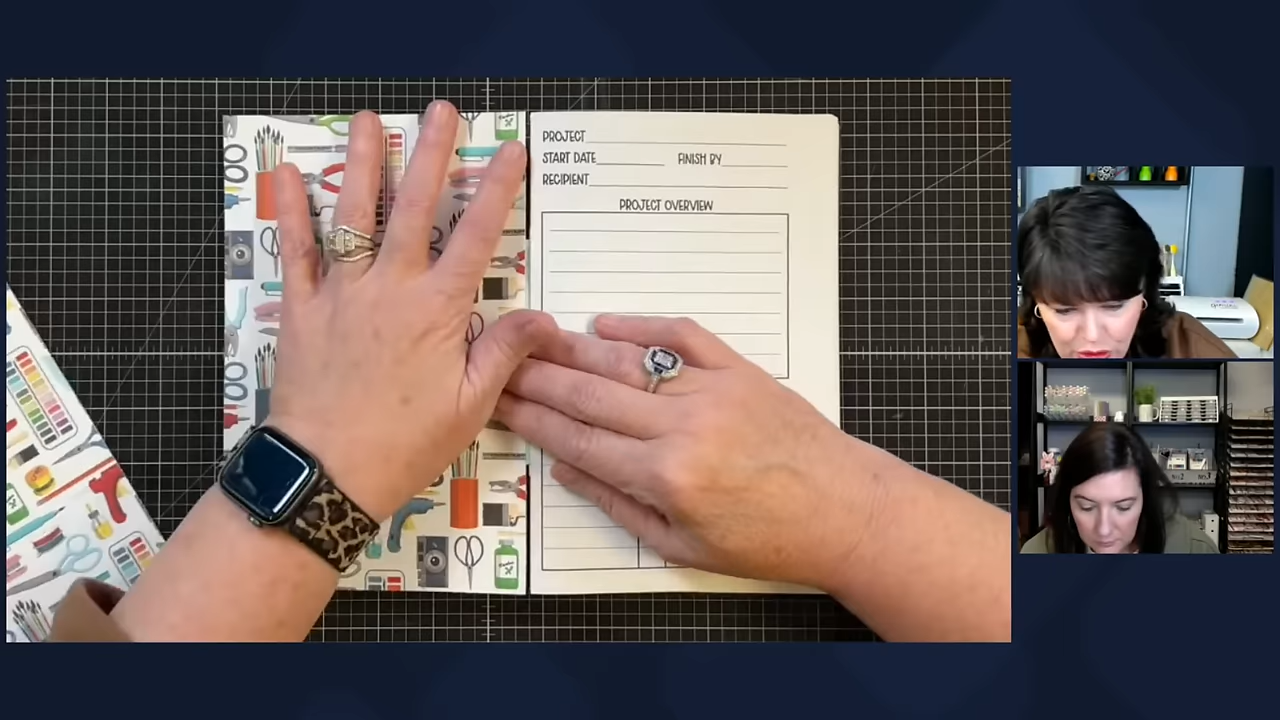 PROJECT
START DATE FINISH BY
RECIPIENT
PROJECT OVERVIEW